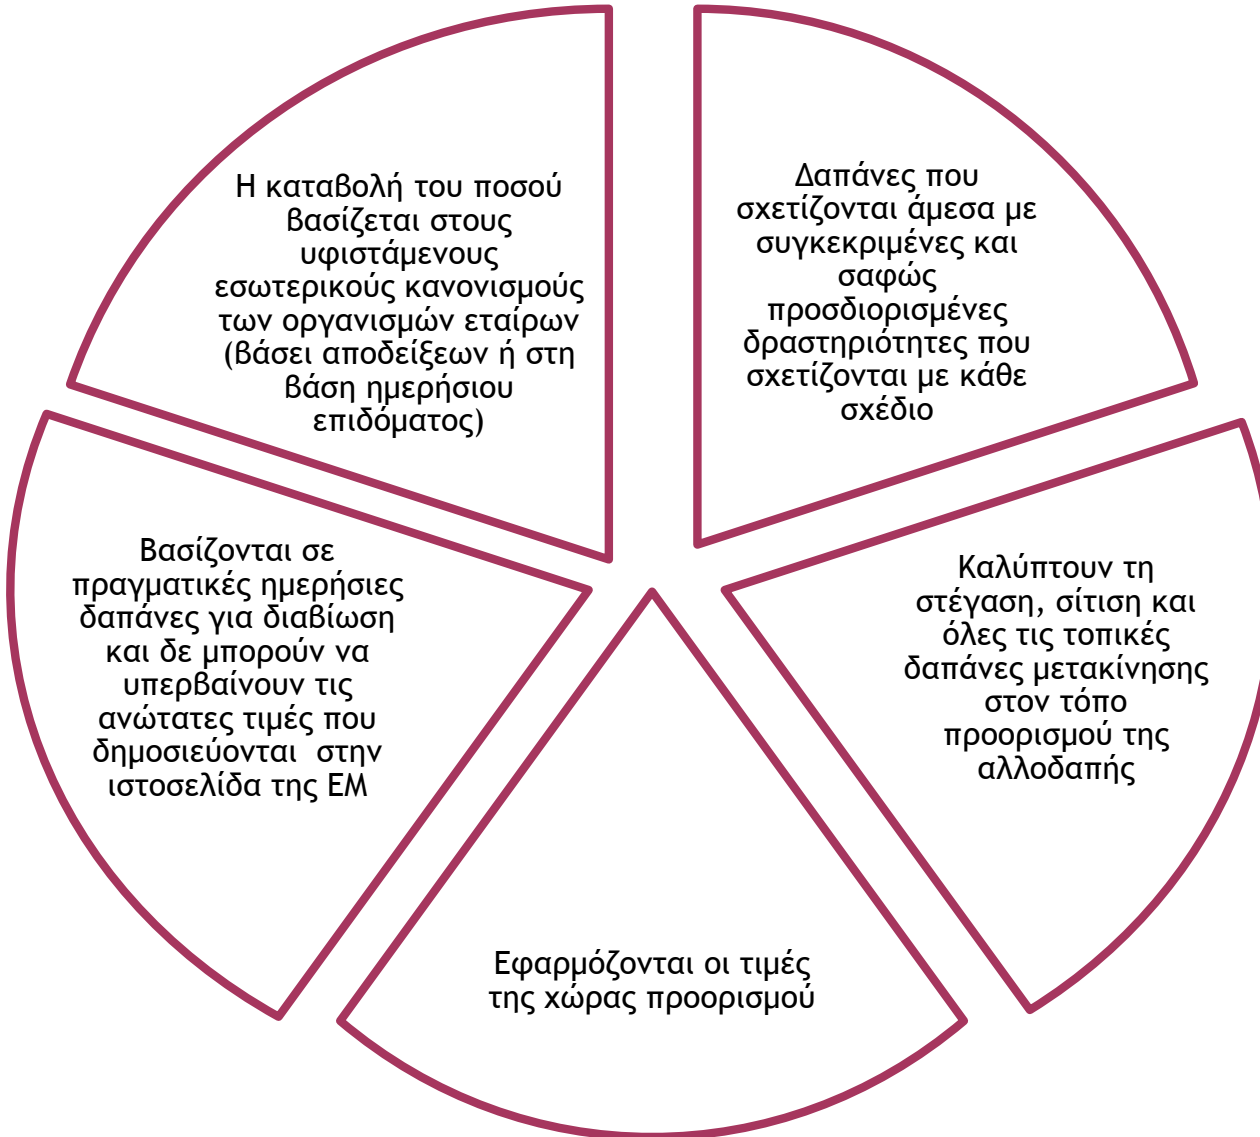 Δαπάνες που
σχετίζονται άμεσα με
συγκεκριμένες και
σαφώς
προσδιορισμένες
δραστηριότητες που
σχετίζονται με κάθε
σχέδιο
Καλύπτουν τη
στέγαση, σίτιση και
όλες τις τοπικές
δαπάνες μετακίνησης
στον τόπο
προορισμού της
αλλοδαπής
Εφαρμόζονται οι τιμές
της χώρας προορισμού
Βασίζονται σε
πραγματικές ημερήσιες
δαπάνες για διαβίωση
και δε μπορούν να
υπερβαίνουν τις
ανώτατες τιμές που
δημοσιεύονται στην
ιστοσελίδα της ΕΜ
Η καταβολή του ποσού
βασίζεται στους
υφιστάμενους
εσωτερικούς κανονισμούς
των οργανισμών εταίρων
(βάσει αποδείξεων ή στη
βάση ημερήσιου
επιδόματος)